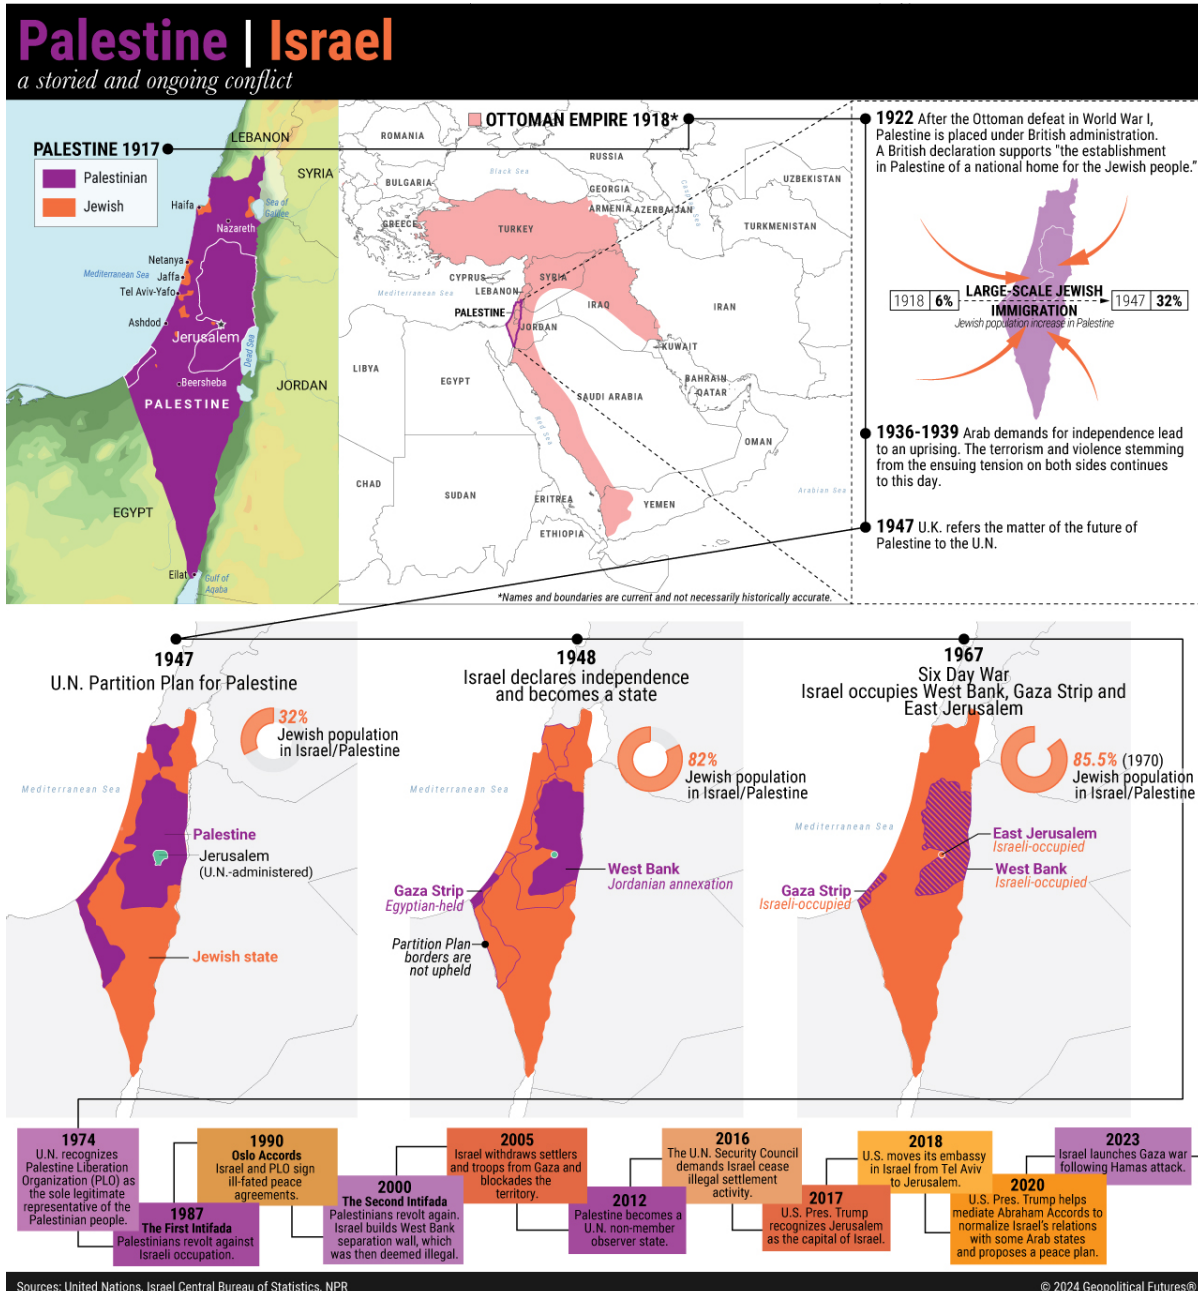 Palestine | Israel
a storied and ongoing conflict
PALESTINE 1917
Palestinian
Jewish
LEBANON
SYRIA
Haifa
Sea of
Galilee
Nazareth
Netanya
Mediterranean Sea
Jaffa
Tel Aviv-Yafo
Ashdod
Jerusalem
Dead Sea
Beersheba
JORDAN
PALESTINE
EGYPT
Eilat
Gulf of
Aqaba
OTTOMAN EMPIRE 1918*
ROMANIA
RUSSIA
Black Sea
BULGARIA
GEORGIA
Caspian Sea
UZBEKISTAN
ARMENIA
AZERBAIJAN
GREECE
TURKEY
TURKMENISTAN
CYPRUS
SYRIA
Mediterranean Sea
LEBANON
IRAQ
IRAN
PALESTINE
JORDAN
KUWAIT
LIBYA
EGYPT
BAHRAIN
QATAR
SAUDI ARABIA
Red Sea
OMAN
CHAD
SUDAN
ERITREA
YEMEN
Arabian Sea
ETHIOPIA
*Names and boundaries are current and not necessarily historically accurate.
1922 After the Ottoman defeat in World War I,
Palestine is placed under British administration.
A British declaration supports "the establishment
in Palestine of a national home for the Jewish people."
1918 6%
LARGE-SCALE JEWISH
IMMIGRATION
Jewish population increase in Palestine
1947 32%
1936-1939 Arab demands for independence lead
to an uprising. The terrorism and violence stemming
from the ensuing tension on both sides continues
to this day.
1947 U.K. refers the matter of the future of
Palestine to the U.N.
1947
U.N. Partition Plan for Palestine
32%
Jewish population
in Israel/Palestine
Mediterranean Sea
Palestine
Jerusalem
(U.N.-administered)
Jewish state
1948
Israel declares independence
and becomes a state
82%
Jewish population
in Israel/Palestine
Mediterranean Sea
West Bank
Jordanian annexation
Gaza Strip
Egyptian-held
Partition Plan
borders are
not upheld
1967
Six Day War
Israel occupies West Bank, Gaza Strip and
East Jerusalem
85.5% (1970)
Jewish population
in Israel/Palestine
Mediterranean Sea
East Jerusalem
Israeli-occupied
West Bank
Israeli-occupied
Gaza Strip
Israeli-occupied
1974
U.N. recognizes
Palestine Liberation
Organization (PLO) as
the sole legitimate
representative of the
Palestinian people.
1987
The First Intifada
Palestinians revolt against
Israeli occupation.
1990
Oslo Accords
Israel and PLO sign
ill-fated peace
agreements.
2000
The Second Intifada
Palestinians revolt again.
Israel builds West Bank
separation wall, which
was then deemed illegal.
2005
Israel withdraws settlers
and troops from Gaza and
blockades the
territory.
2012
Palestine becomes a
U.N. non-member
observer state.
2016
The U.N. Security Council
demands Israel cease
illegal settlement
activity.
2017
U.S. Pres. Trump
recognizes Jerusalem
as the capital of Israel.
2018
U.S. moves its embassy
in Israel from Tel Aviv
to Jerusalem.
2020
U.S. Pres. Trump helps
mediate Abraham Accords to
normalize Israel's relations
with some Arab states
and proposes a peace plan.
2023
Israel launches Gaza war
following Hamas attack.
Sources: United Nations, Israel Central Bureau of Statistics, NPR
© 2024 Geopolitical Futures®